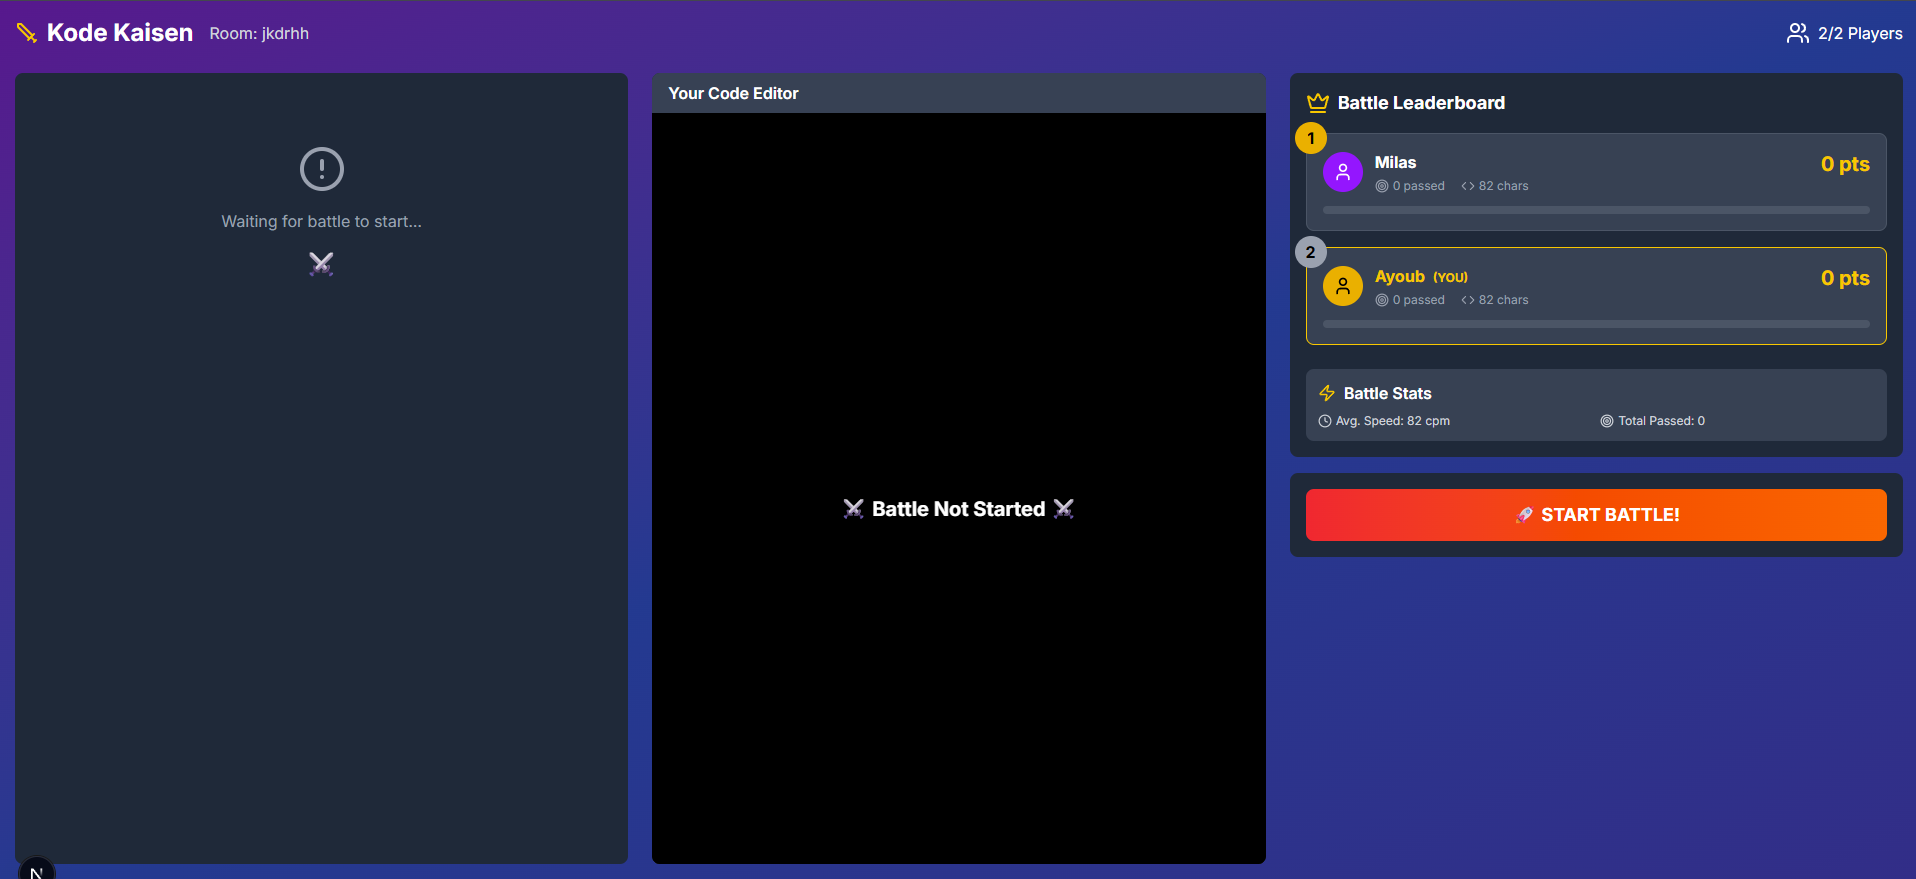 Kode Kaisen Room: jkdrhh
2/2 Players
Waiting for battle to start...
Your Code Editor
Battle Not Started
Battle Leaderboard
1
Milas
0 pts
0 passed <> 82 chars
2
Ayoub (YOU)
0 pts
0 passed <> 82 chars
Battle Stats
Avg. Speed: 82 cpm
Total Passed: 0
START BATTLE!
N